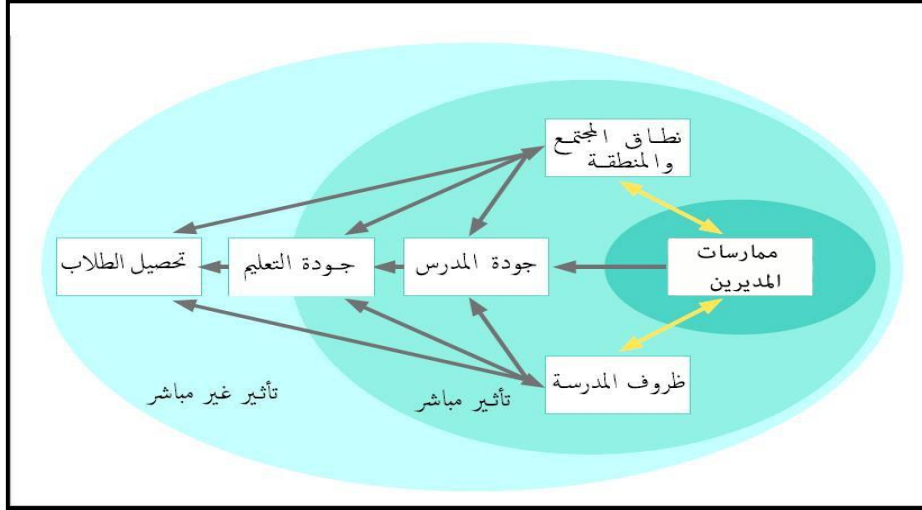 نطاق المجتمع
والمنطقة
ممارسات
المديرين
جودة المدرس
جودة التعليم
تحصيل الطلاب
ظروف المدرسة
تأثير مباشر
تأثير غير مباشر